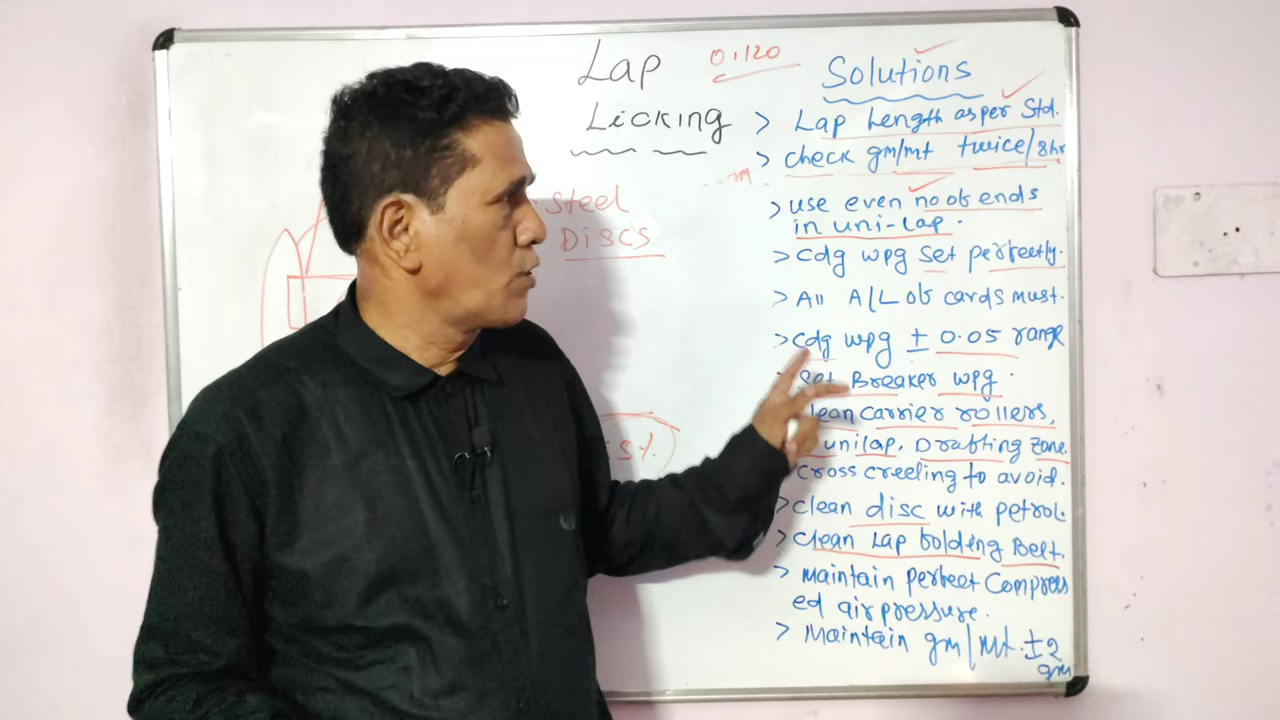 Lap
0.120
Licking
Steel
Discs
5%
Solutions
> Lap Length as per Std.
> check gm/mt twice/8hr
> use even no of ends
in uni-Lap.
> cdg wpg set perfectly.
> All A/L of cards must.
> cdg wpg ± 0.05 range
Set Breaker wpg.
clean carrier rollers,
unilap, Drafting zone.
cross creeling to avoid.
> clean disc with petrol.
> clean Lap folding Belt.
> Maintain perfect Compress
ed air pressure.
> Maintain gm/Mt. ±2
gm